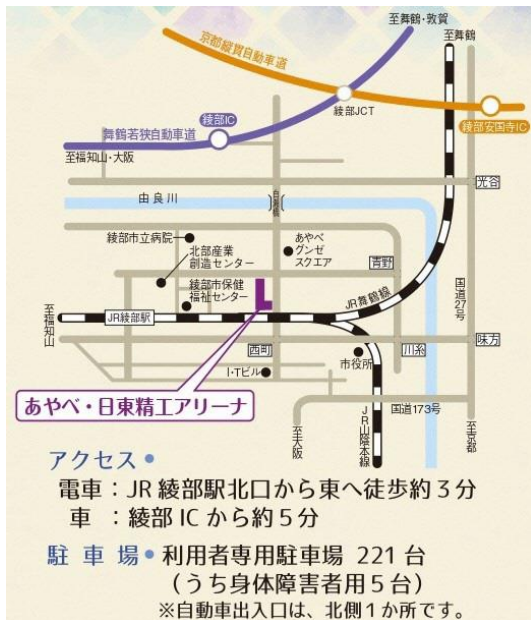 至舞鶴・敦賀
至舞鶴
京都縦貫自動車道
綾部JCT
綾部IC
綾部安国寺IC
舞鶴若狭自動車道
至福知山・大阪
光谷
由良川
白瀬橋
綾部市立病院
あやべ
グンゼ
スクエア
北部産業
創造センター
青野
綾部市保健
福祉センター
国道27号
JR舞鶴線
至福知山
JR綾部駅
西町
川糸
味方
I・Tビル
市役所
あやべ・日東精工アリーナ
国道173号
至大阪
JR山陰本線
至京都
アクセス
電車：JR綾部駅北口から東へ徒歩約3分
車 ：綾部ICから約5分
駐車場 利用者専用駐車場 221台
（うち身体障害者用5台）
※自動車出入口は、北側1か所です。